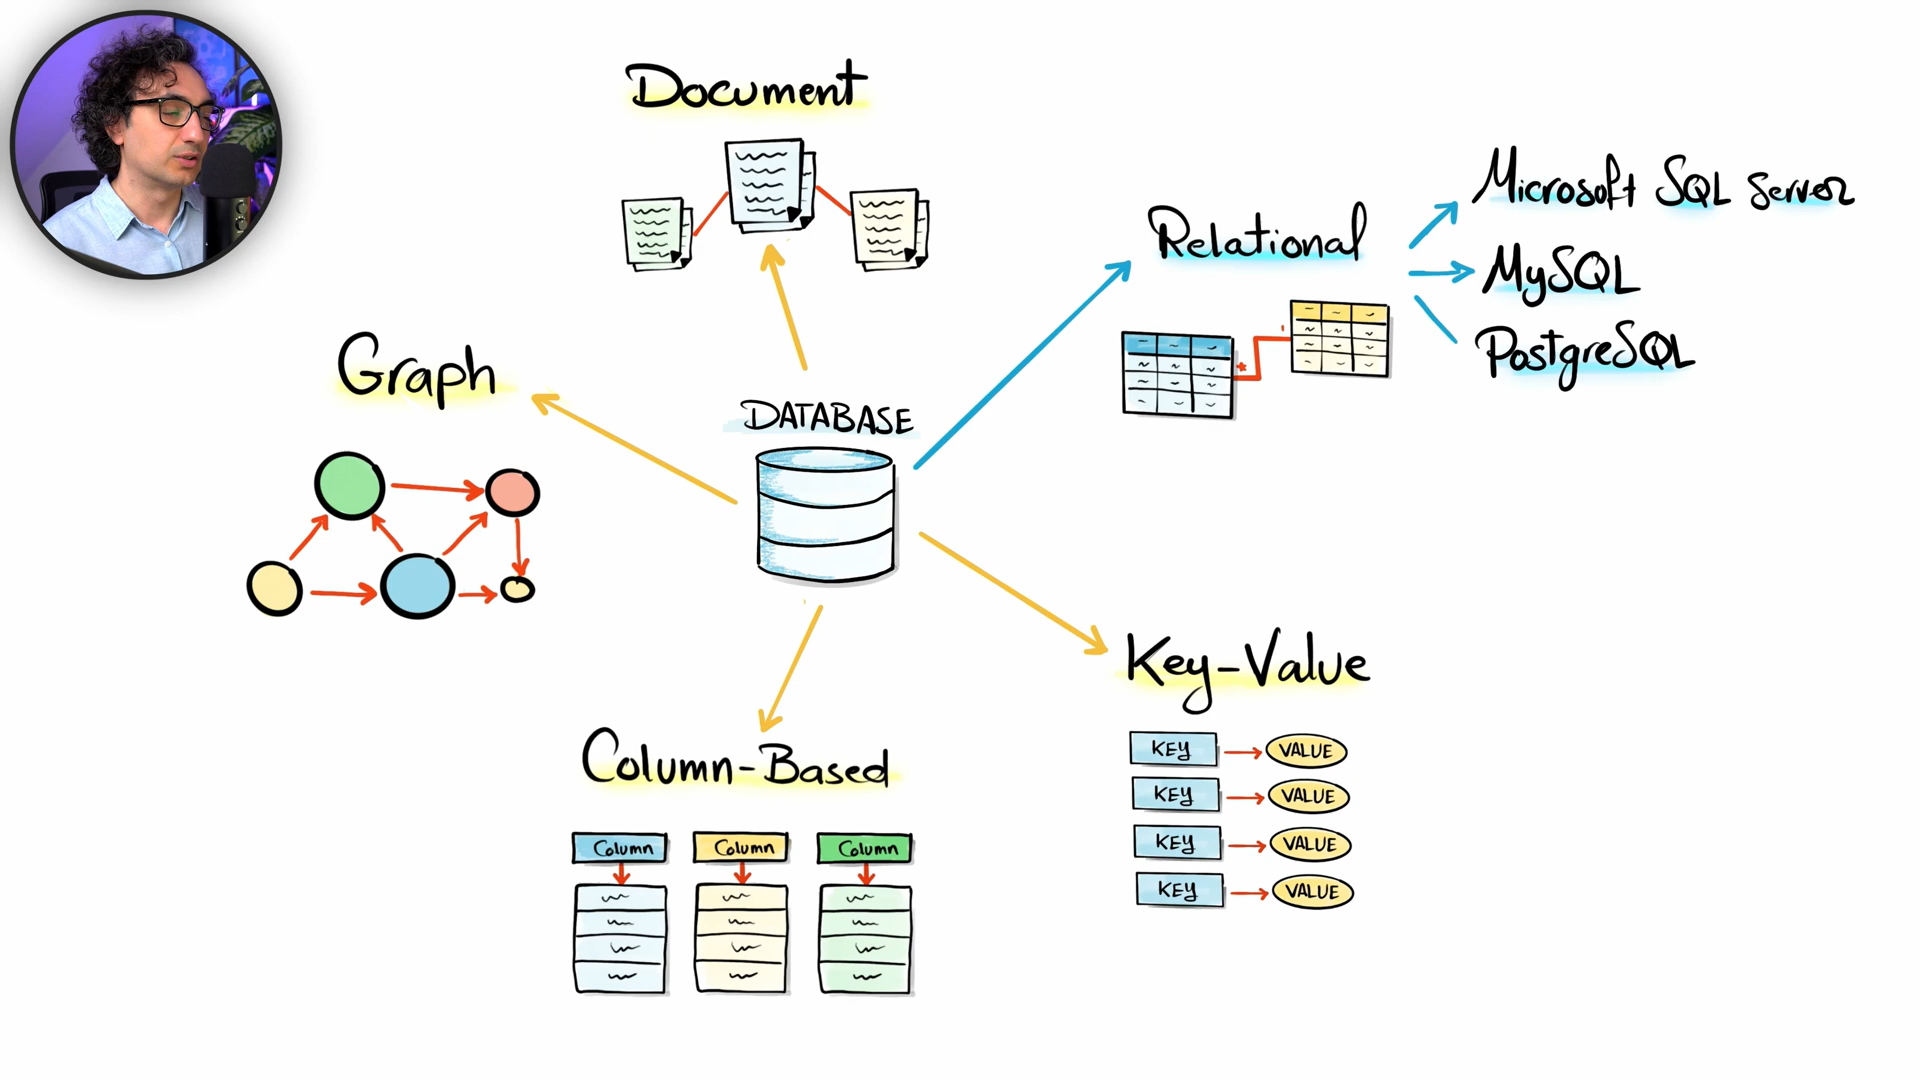 Document
Relational
Microsoft SQL Server
MySQL
PostgreSQL
Graph
DATABASE
Key-Value
KEY VALUE
KEY VALUE
KEY VALUE
KEY VALUE
Column-Based
Column Column Column